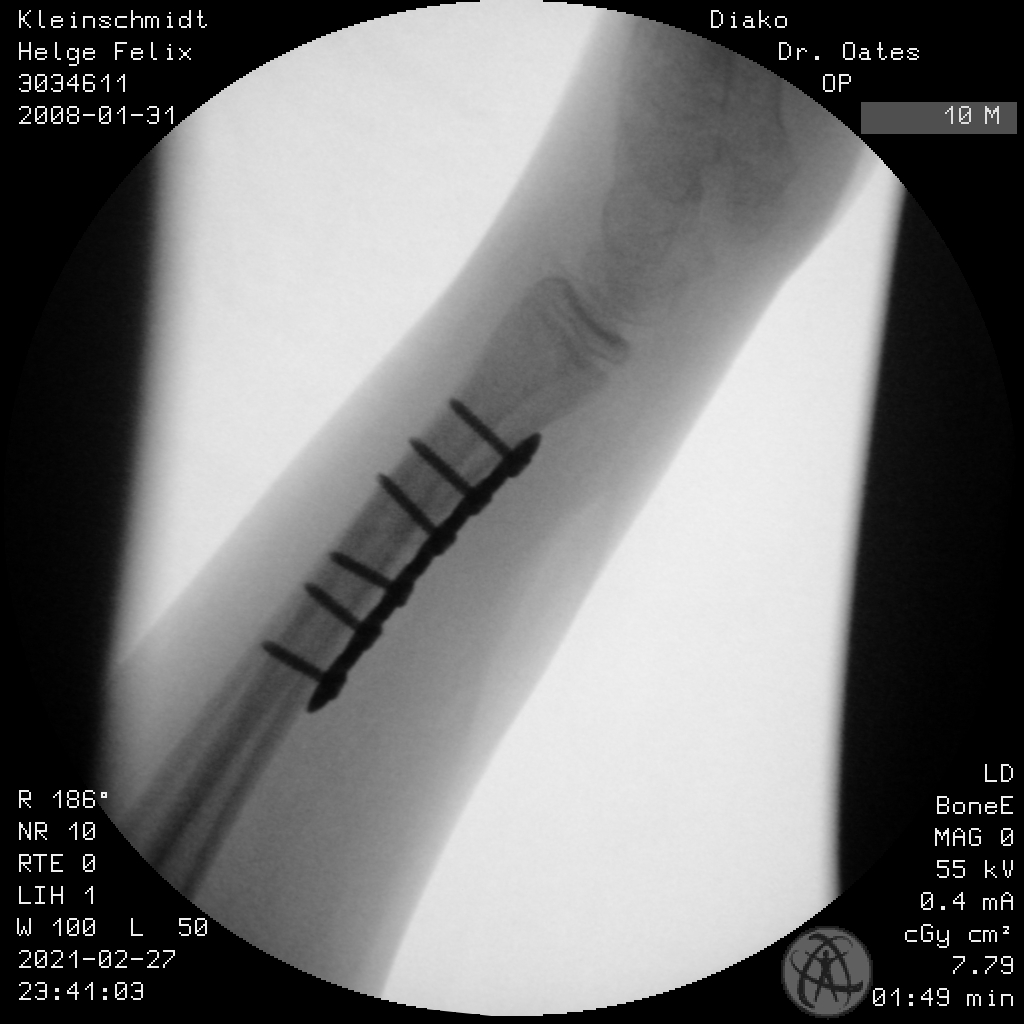 Kleinschmidt
Helge Felix
3034611
2008-01-31
Diako
Dr. Oates
OP
10 M
R 186°
NR 10
RTE 0
LIH 1
W 100 L 50
2021-02-27
23:41:03
LD
BoneE
MAG 0
55 kV
0.4 mA
cGy cm²
7.79
01:49 min